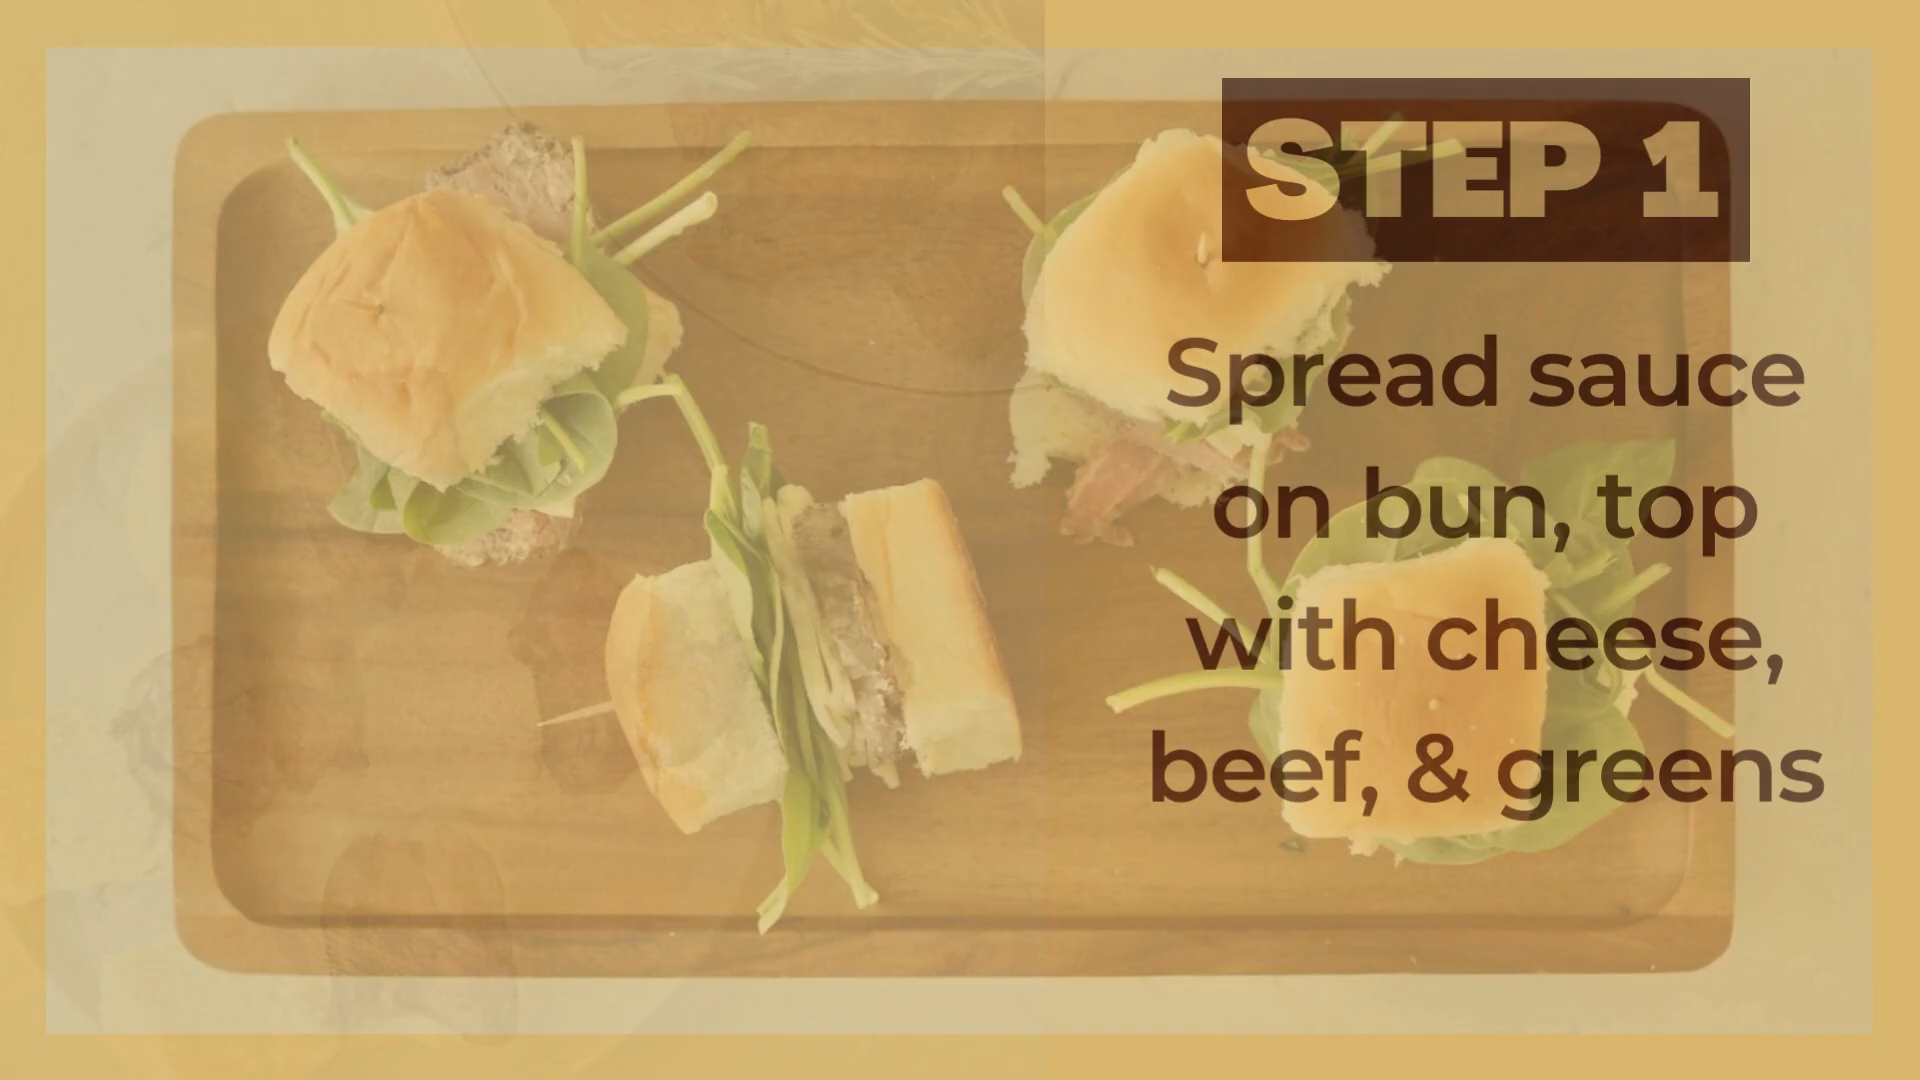 STEP 1
Spread sauce
on bun, top
with cheese,
beef, & greens